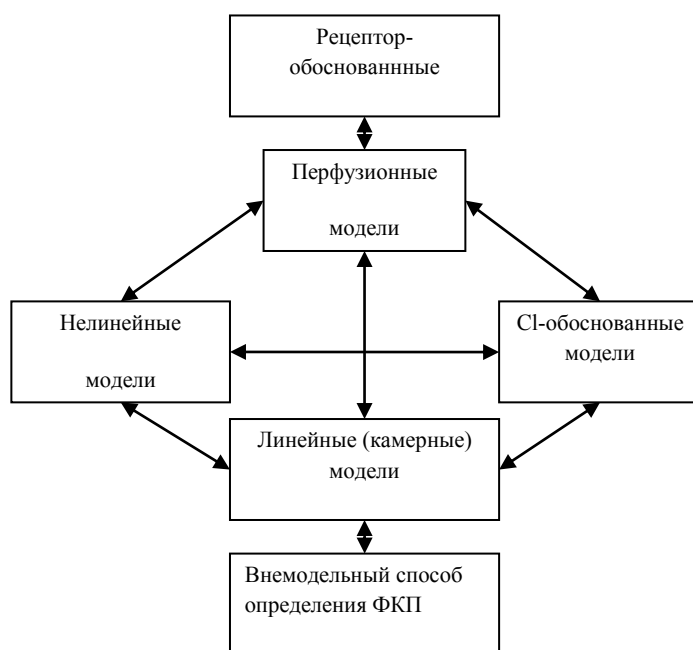 Рецептор-
обоснованнные
Перфузионные
модели
Нелинейные
модели
Cl-обоснованные
модели
Линейные (камерные)
модели
Внемодельный способ
определения ФКП